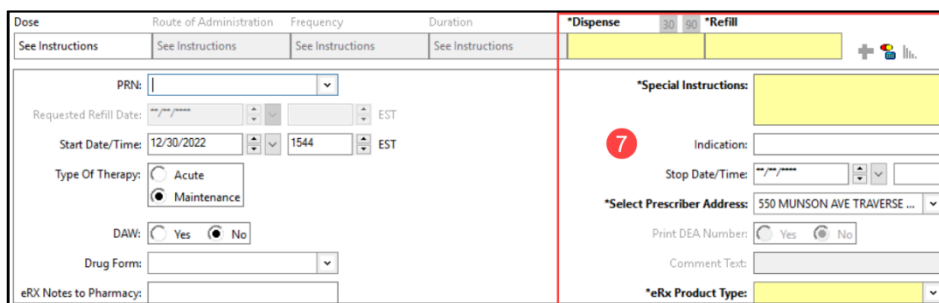 Dose Route of Administration Frequency Duration *Dispense 30 90 *Refill
See Instructions See Instructions See Instructions See Instructions
PRN: *Special Instructions:
Requested Refill Date: **/**/**** EST
Start Date/Time: 12/30/2022 1544 EST 7 Indication:
Type Of Therapy: Acute Stop Date/Time: **/**/****
Maintenance *Select Prescriber Address: 550 MUNSON AVE TRAVERSE ...
DAW: Yes No Print DEA Number: Yes No
Drug Form: Comment Text:
eRX Notes to Pharmacy: *eRx Product Type: